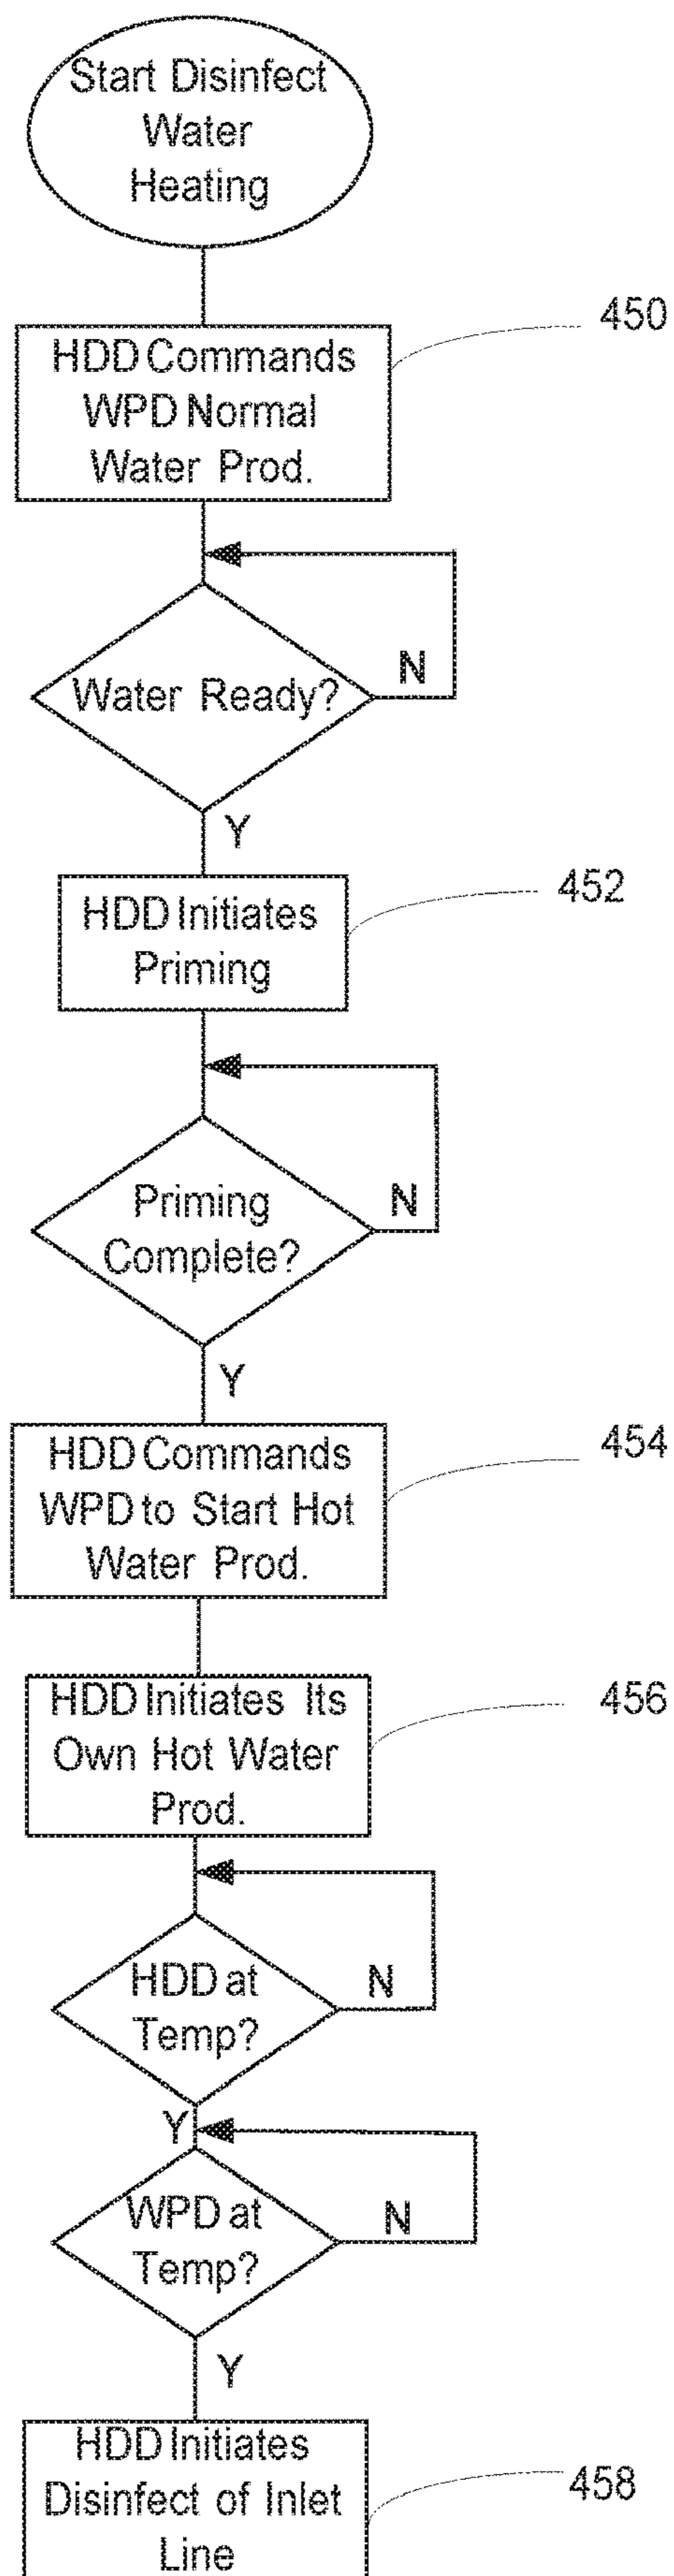 Start Disinfect
Water
Heating
450
HDD Commands
WPD Normal
Water Prod.
Water Ready?
N
Y
452
HDD Initiates
Priming
Priming
Complete?
N
Y
454
HDD Commands
WPD to Start Hot
Water Prod.
456
HDD Initiates Its
Own Hot Water
Prod.
HDD at
Temp?
N
Y
WPD at
Temp?
N
Y
HDD Initiates
Disinfect of Inlet
Line
458